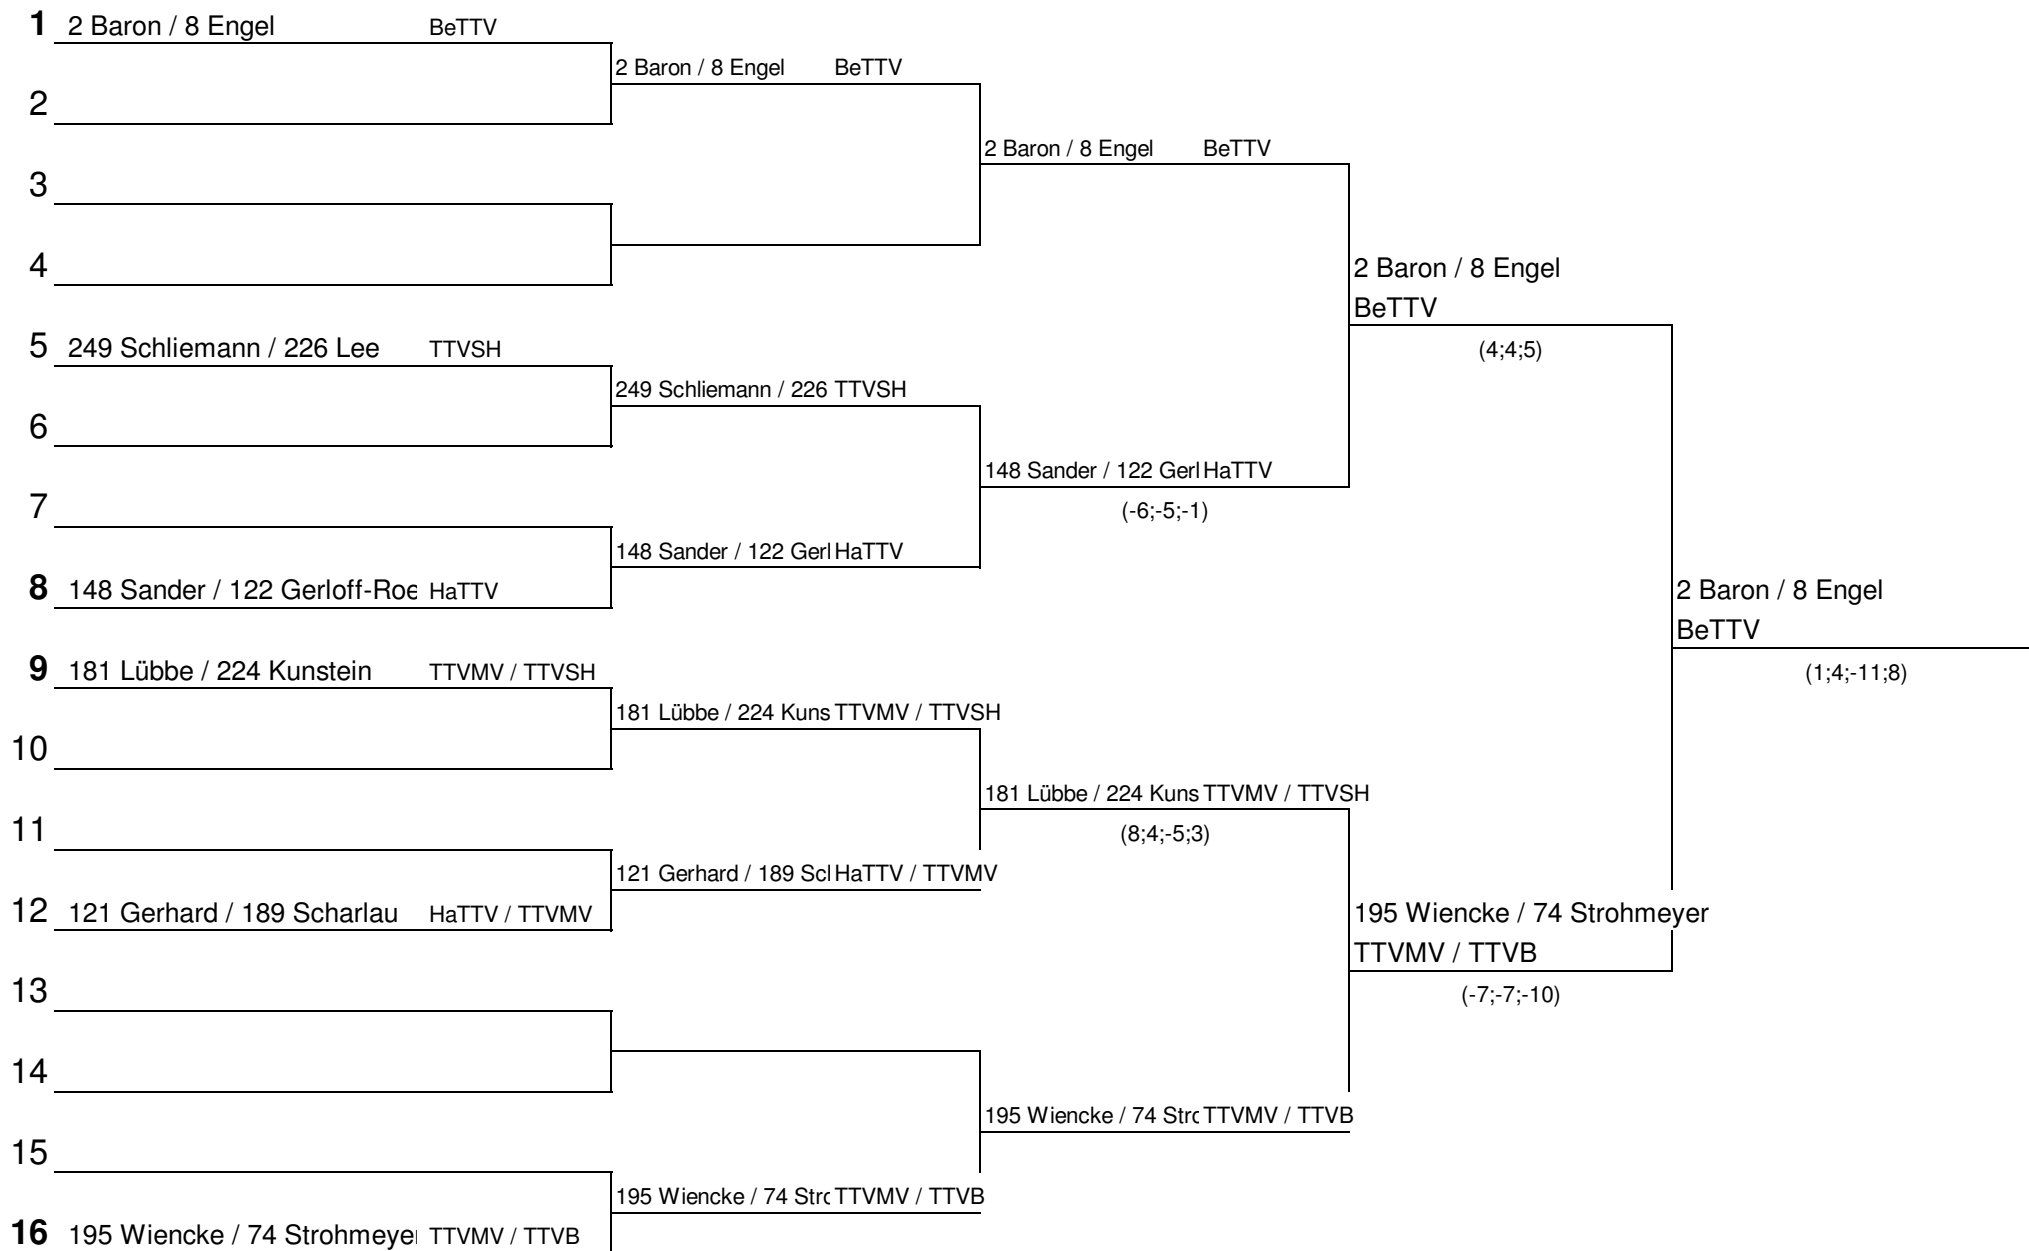 1 2 Baron / 8 Engel BeTTV
2 Baron / 8 Engel BeTTV
2
2 Baron / 8 Engel BeTTV
3
4
2 Baron / 8 Engel
BeTTV
5 249 Schliemann / 226 Lee TTVSH
(4;4;5)
249 Schliemann / 226 TTVSH
6
148 Sander / 122 Gerl HaTTV
7
(-6;-5;-1)
148 Sander / 122 Gerl HaTTV
8 148 Sander / 122 Gerloff-Roe HaTTV
2 Baron / 8 Engel
BeTTV
9 181 Lübbe / 224 Kunstein TTVMV / TTVSH
(1;4;-11;8)
181 Lübbe / 224 Kuns TTVMV / TTVSH
10
181 Lübbe / 224 Kuns TTVMV / TTVSH
11
(8;4;-5;3)
121 Gerhard / 189 Scl HaTTV / TTVMV
12 121 Gerhard / 189 Scharlau HaTTV / TTVMV
195 Wiencke / 74 Strohmeyer
TTVMV / TTVB
13
(-7;-7;-10)
14
195 Wiencke / 74 Strc TTVMV / TTVB
15
195 Wiencke / 74 Strc TTVMV / TTVB
16 195 Wiencke / 74 Strohmeyer TTVMV / TTVB